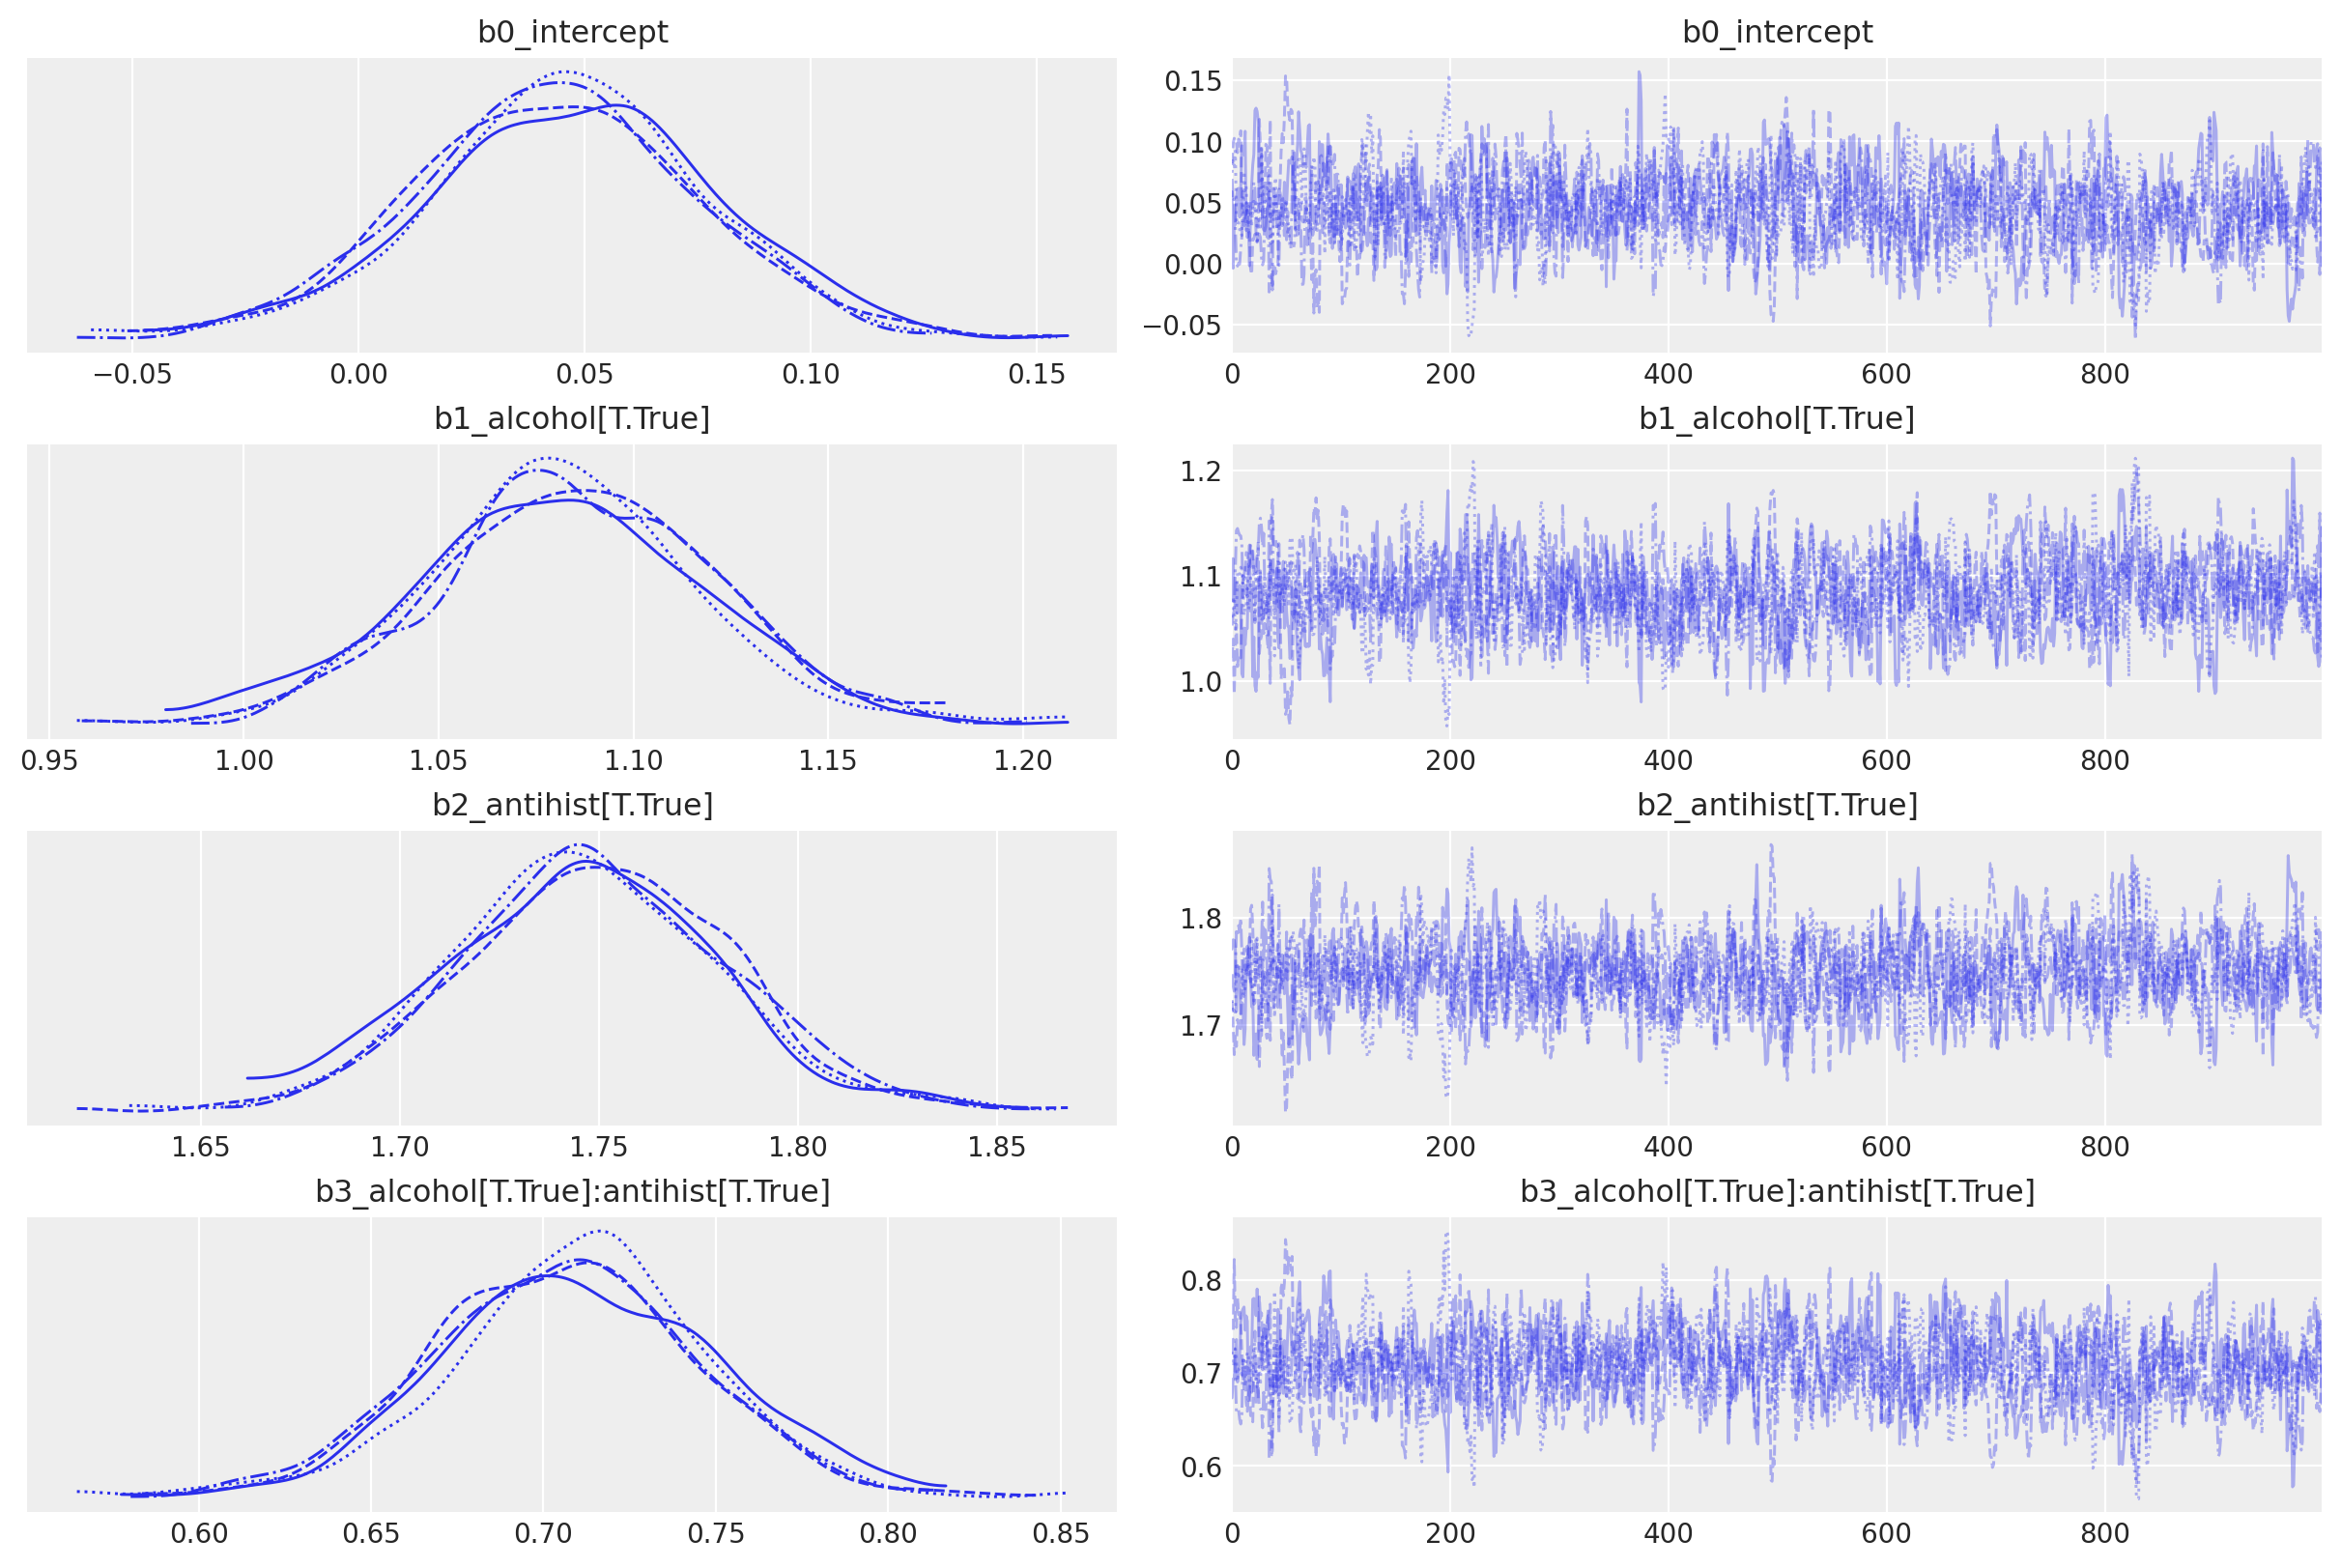 b0_intercept b0_intercept
0.15
0.10
0.05
0.00
−0.05
−0.05 0.00 0.05 0.10 0.15 0 200 400 600 800
b1_alcohol[T.True] b1_alcohol[T.True]
1.2
1.1
1.0
0.95 1.00 1.05 1.10 1.15 1.20 0 200 400 600 800
b2_antihist[T.True] b2_antihist[T.True]
1.8
1.7
1.65 1.70 1.75 1.80 1.85 0 200 400 600 800
b3_alcohol[T.True]:antihist[T.True] b3_alcohol[T.True]:antihist[T.True]
0.8
0.7
0.6
0.60 0.65 0.70 0.75 0.80 0.85 0 200 400 600 800